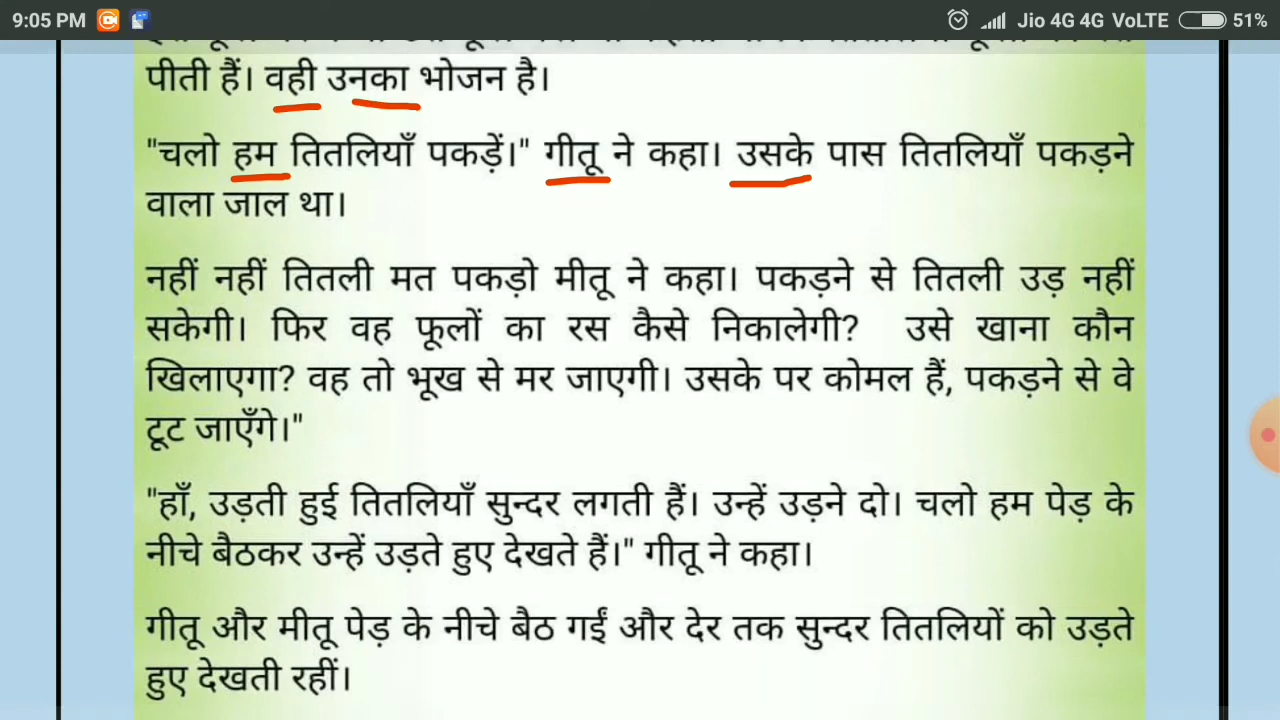 9:05 PM Jio 4G 4G VoLTE 51%
पीती हैं। वही उनका भोजन है।
"चलो हम तितलियाँ पकड़ें।" गीतू ने कहा। उसके पास तितलियाँ पकड़ने
वाला जाल था।
नहीं नहीं तितली मत पकड़ो मीतू ने कहा। पकड़ने से तितली उड़ नहीं
सकेगी। फिर वह फूलों का रस कैसे निकालेगी? उसे खाना कौन
खिलाएगा? वह तो भूख से मर जाएगी। उसके पर कोमल हैं, पकड़ने से वे
टूट जाएँगे।"
"हाँ, उड़ती हुई तितलियाँ सुन्दर लगती हैं। उन्हें उड़ने दो। चलो हम पेड़ के
नीचे बैठकर उन्हें उड़ते हुए देखते हैं।" गीतू ने कहा।
गीतू और मीतू पेड़ के नीचे बैठ गईं और देर तक सुन्दर तितलियों को उड़ते
हुए देखती रहीं।